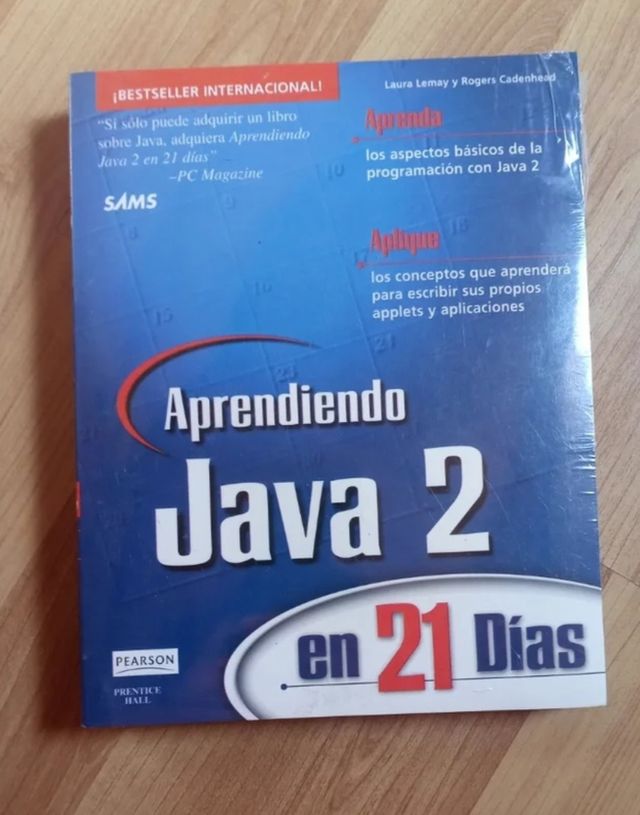 ¡BESTSELLER INTERNACIONAL!
Laura Lemay y Rogers Cadenhead
“Si sólo puede adquirir un libro
sobre Java, adquiera Aprendiendo
Java 2 en 21 días”
–PC Magazine
SAMS
Aprenda
los aspectos básicos de la
programación con Java 2
Aplique
los conceptos que aprenderá
para escribir sus propios
applets y aplicaciones
Aprendiendo
Java 2
en 21 Días
PEARSON
PRENTICE
HALL